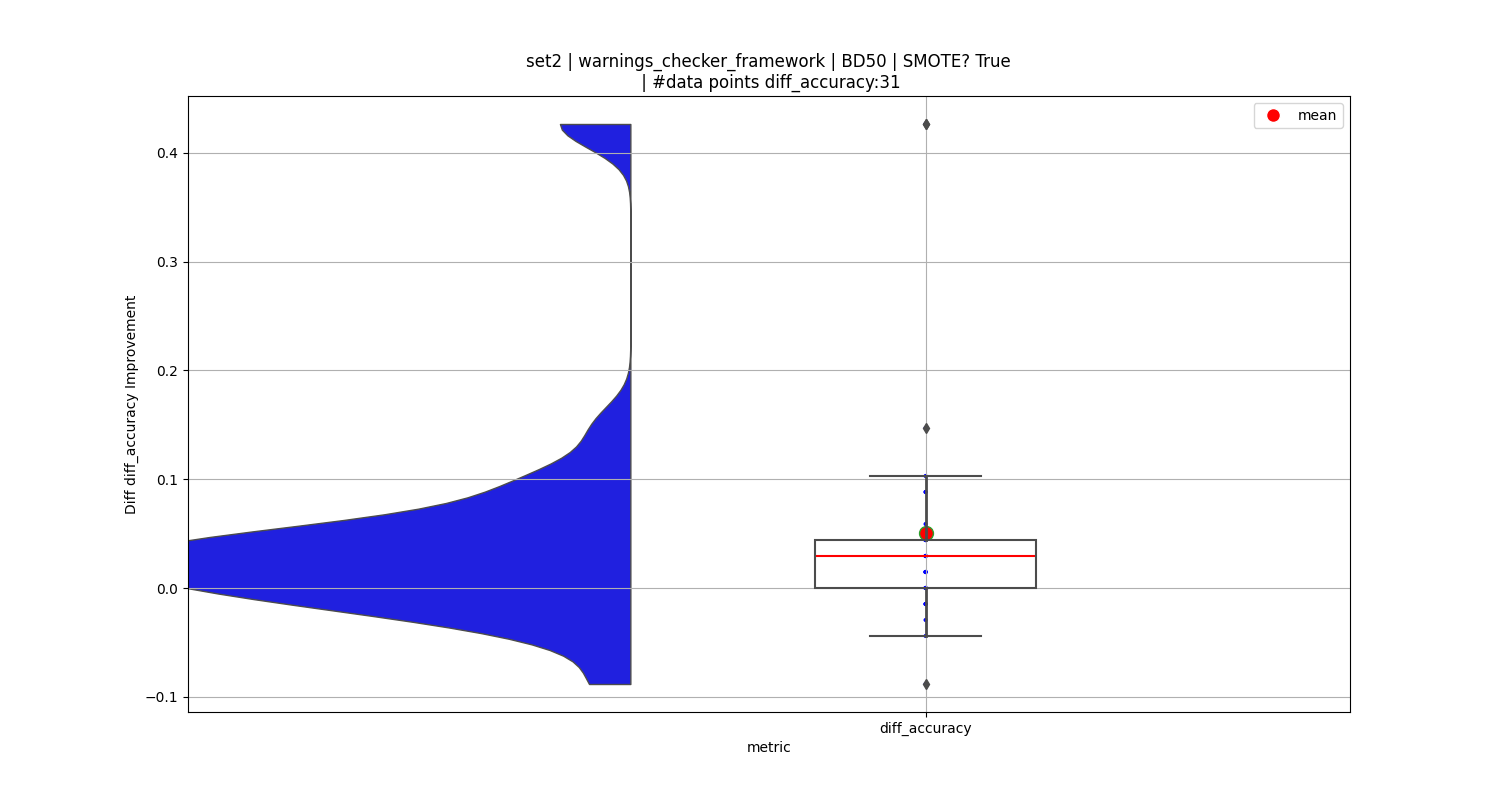 set2 | warnings_checker_framework | BD50 | SMOTE? True
| #data points diff_accuracy:31
mean
0.4
0.3
0.2
0.1
0.0
−0.1
Diff diff_accuracy Improvement
diff_accuracy
metric